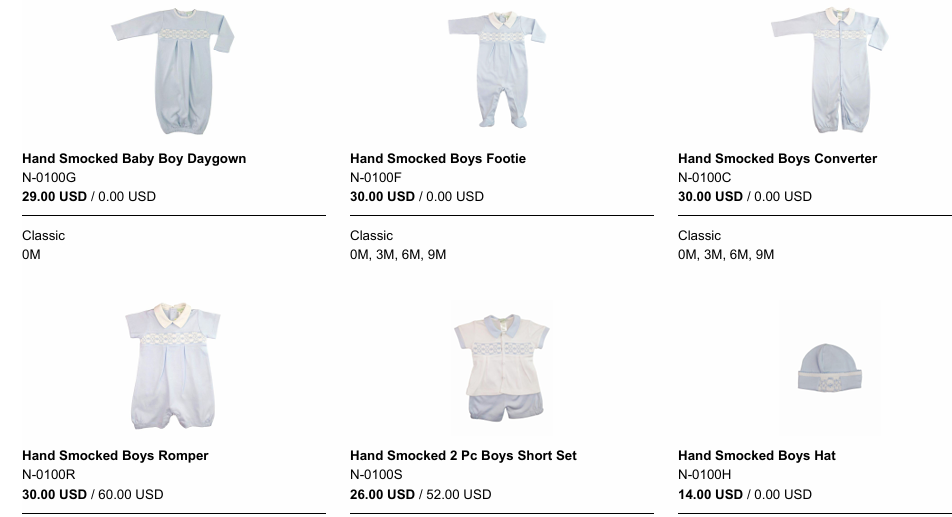 Hand Smocked Baby Boy Daygown
N-0100G
29.00 USD / 0.00 USD
Classic
0M
Hand Smocked Boys Footie
N-0100F
30.00 USD / 0.00 USD
Classic
0M, 3M, 6M, 9M
Hand Smocked Boys Converter
N-0100C
30.00 USD / 0.00 USD
Classic
0M, 3M, 6M, 9M
Hand Smocked Boys Romper
N-0100R
30.00 USD / 60.00 USD
Hand Smocked 2 Pc Boys Short Set
N-0100S
26.00 USD / 52.00 USD
Hand Smocked Boys Hat
N-0100H
14.00 USD / 0.00 USD